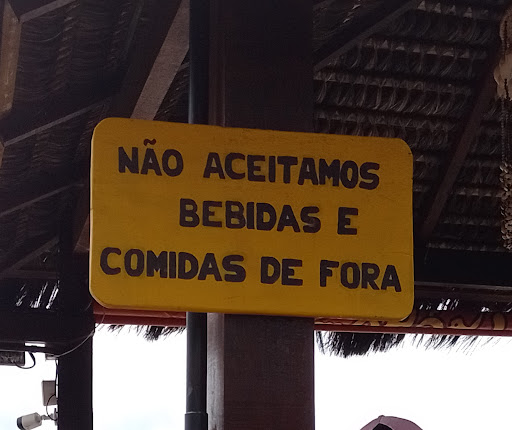 NÃO ACEITAMOS
BEBIDAS E
COMIDAS DE FORA